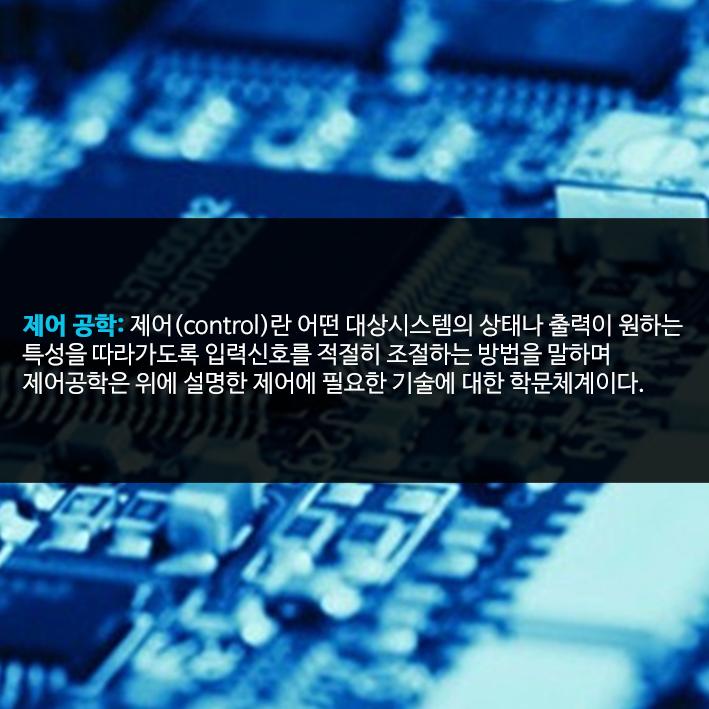 제어 공학: 제어(control)란 어떤 대상시스템의 상태나 출력이 원하는
특성을 따라가도록 입력신호를 적절히 조절하는 방법을 말하며
제어공학은 위에 설명한 제어에 필요한 기술에 대한 학문체계이다.